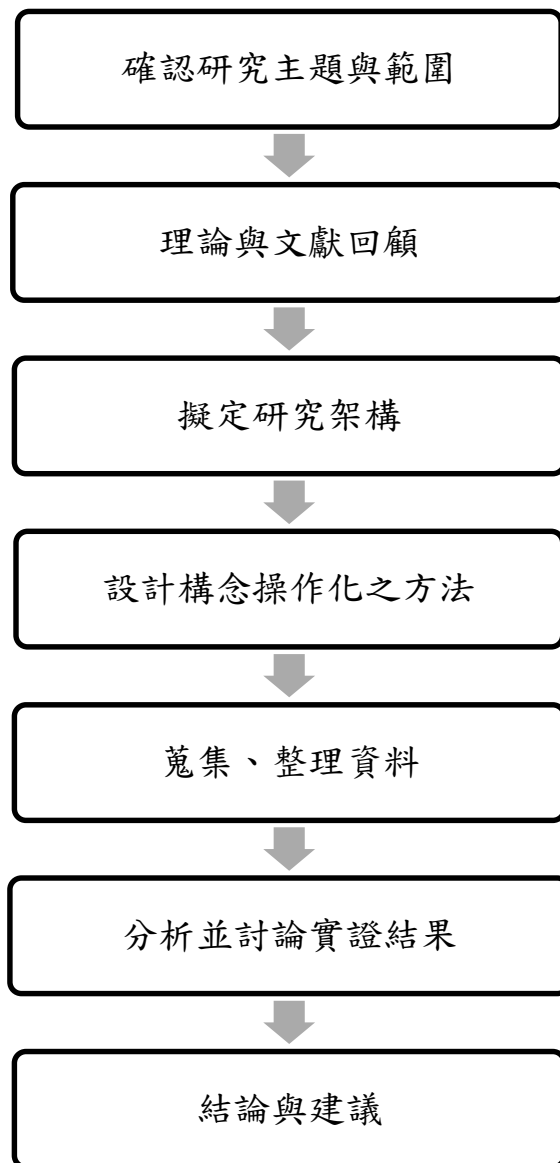 確認研究主題與範圍
理論與文獻回顧
擬定研究架構
設計構念操作化之方法
蒐集、整理資料
分析並討論實證結果
結論與建議